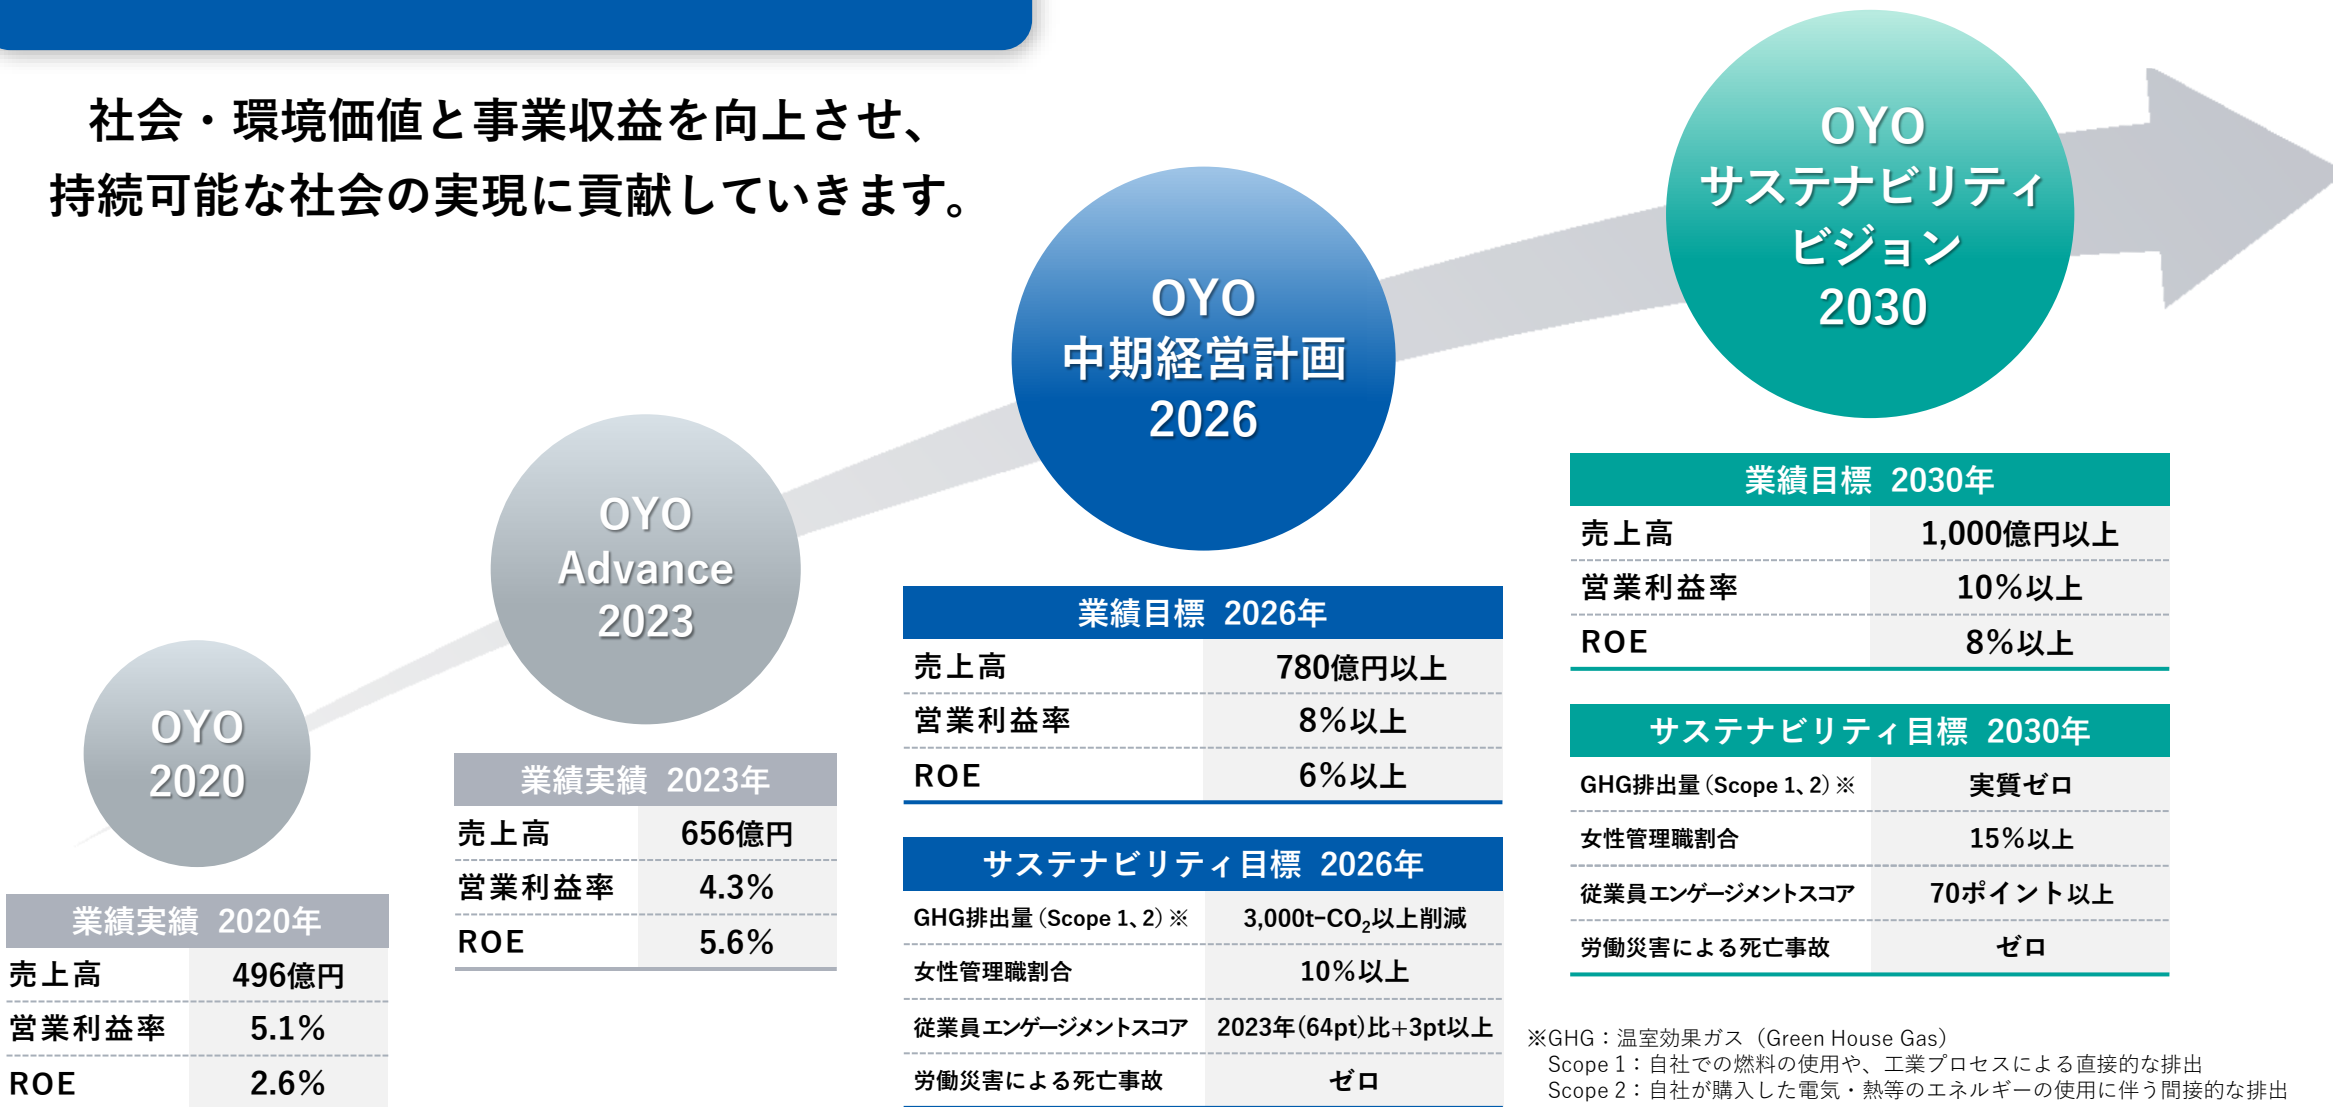 社会・環境価値と事業収益を向上させ、
持続可能な社会の実現に貢献していきます。
OYO
2020
業績実績 2020年
売上高 496億円
営業利益率 5.1%
ROE 2.6%
OYO
Advance
2023
業績実績 2023年
売上高 656億円
営業利益率 4.3%
ROE 5.6%
OYO
中期経営計画
2026
業績目標 2026年
売上高 780億円以上
営業利益率 8%以上
ROE 6%以上
サステナビリティ目標 2026年
GHG排出量（Scope 1、2）※ 3,000t-CO₂以上削減
女性管理職割合 10%以上
従業員エンゲージメントスコア 2023年(64pt)比+3pt以上
労働災害による死亡事故 ゼロ
OYO
サステナビリティ
ビジョン
2030
業績目標 2030年
売上高 1,000億円以上
営業利益率 10%以上
ROE 8%以上
サステナビリティ目標 2030年
GHG排出量（Scope 1、2）※ 実質ゼロ
女性管理職割合 15%以上
従業員エンゲージメントスコア 70ポイント以上
労働災害による死亡事故 ゼロ
※GHG：温室効果ガス（Green House Gas）
Scope 1：自社での燃料の使用や、工業プロセスによる直接的な排出
Scope 2：自社が購入した電気・熱等のエネルギーの使用に伴う間接的な排出